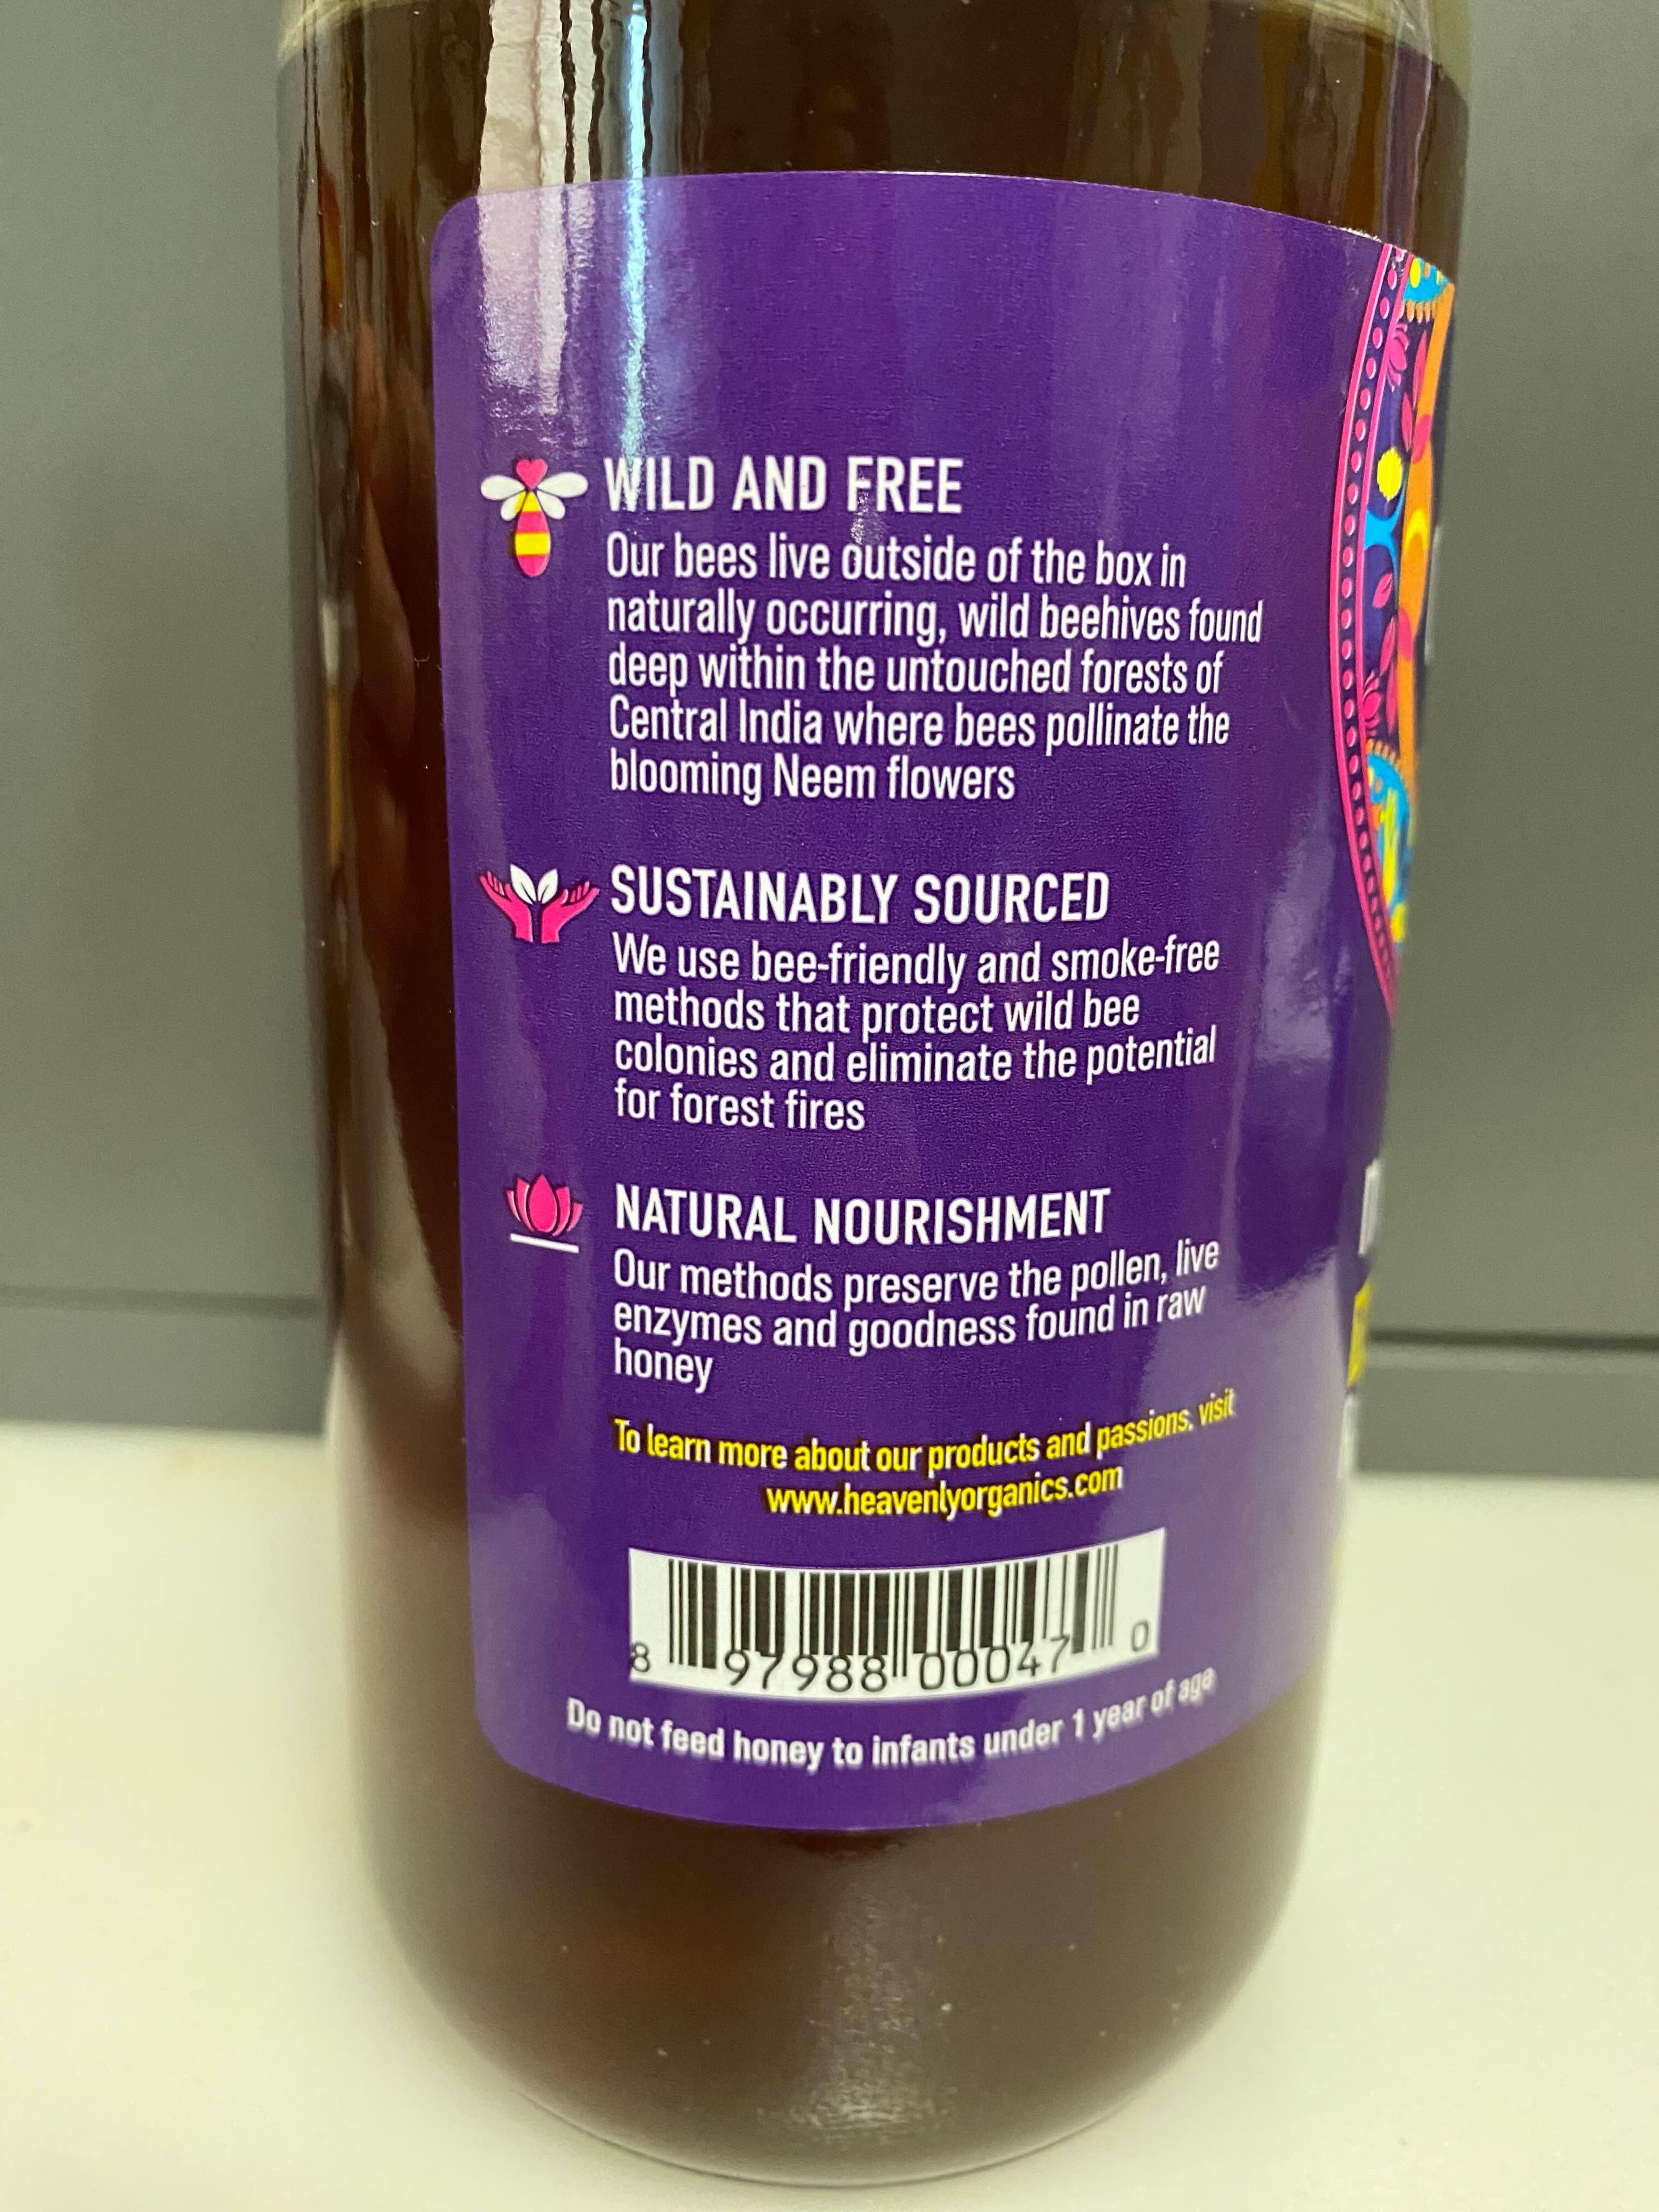 WILD AND FREE
Our bees live outside of the box in
naturally occurring, wild beehives found
deep within the untouched forests of
Central India where bees pollinate the
blooming Neem flowers
SUSTAINABLY SOURCED
We use bee-friendly and smoke-free
methods that protect wild bee
colonies and eliminate the potential
for forest fires
NATURAL NOURISHMENT
Our methods preserve the pollen, live
enzymes and goodness found in raw
honey
To learn more about our products and passions, visit
www.heavenlyorganics.com
8 97988 00047 0
Do not feed honey to infants under 1 year of age